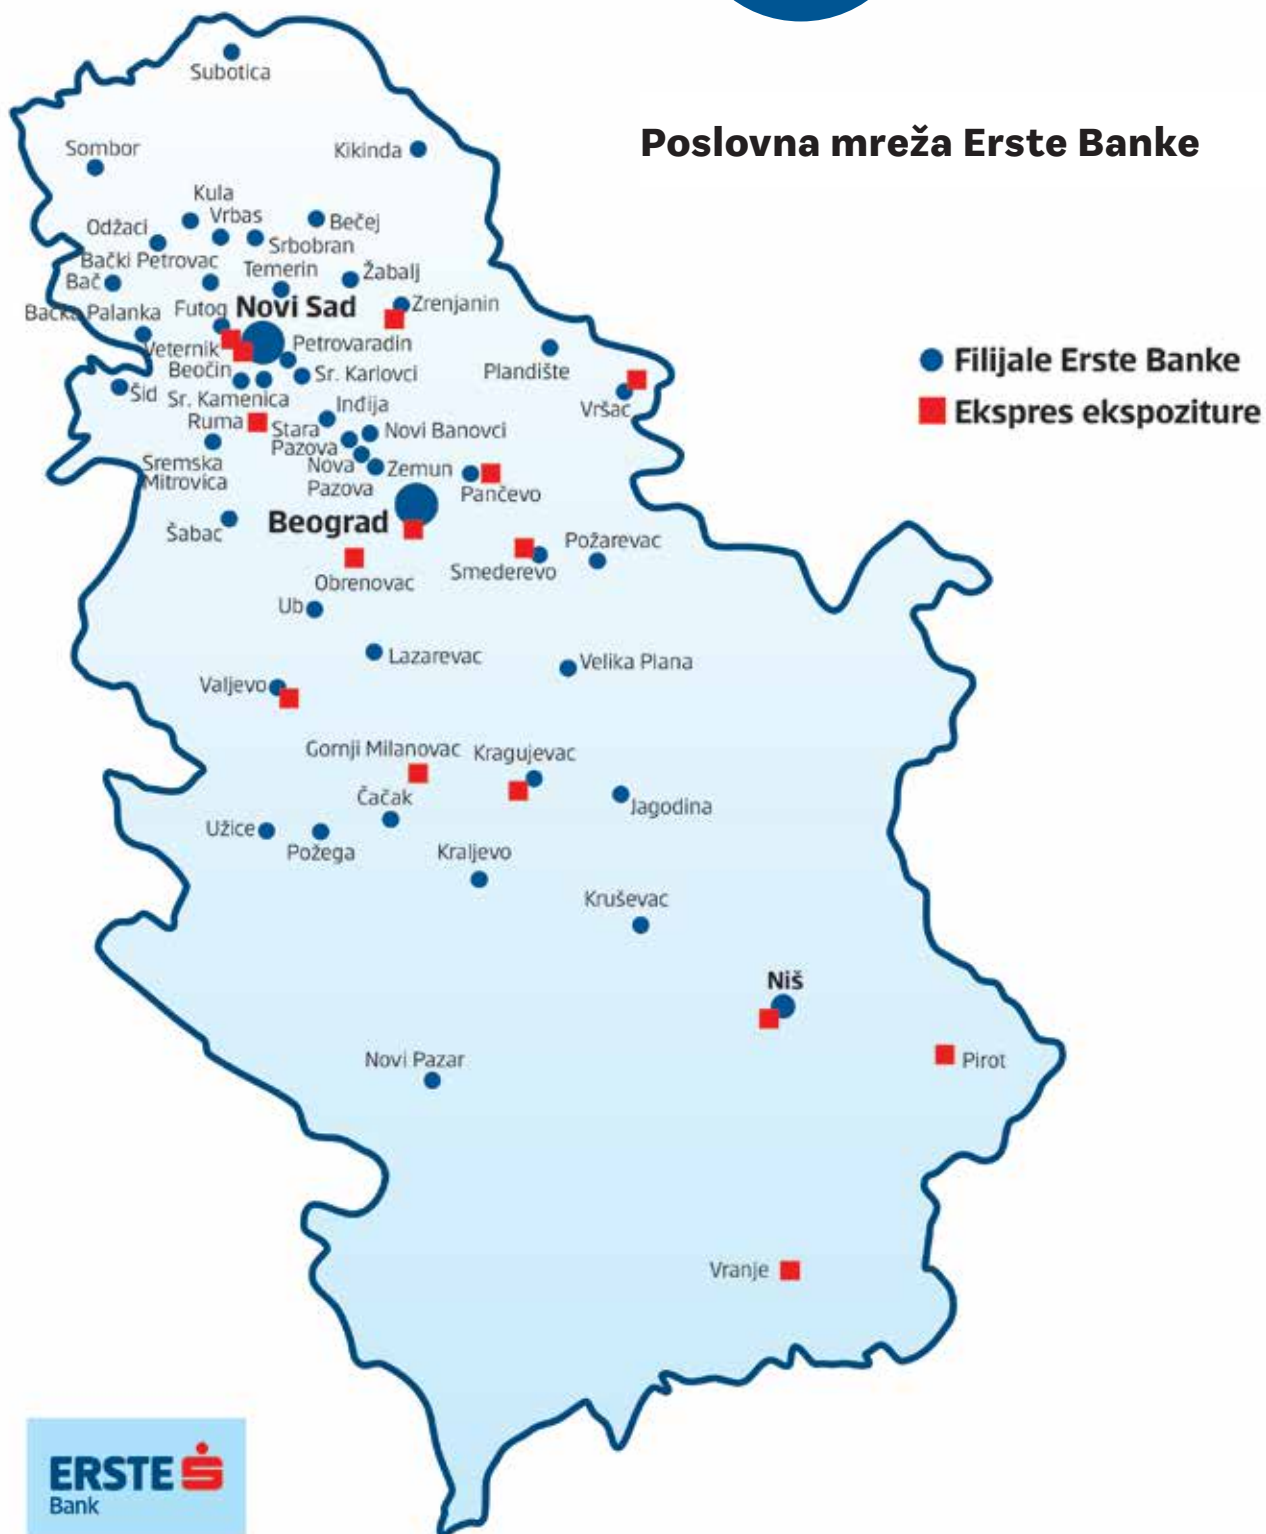 Poslovna mreža Erste Banke
Subotica
Sombor
Kikinda
Kula
Vrbas
Bečej
Odžaci
Srbobran
Bački Petrovac
Temerin
Žabalj
Bač
Zrenjanin
Bačka Palanka
Futog
Novi Sad
Veternik
Petrovaradin
Beočin
Sr. Karlovci
Plandište
Šid
Sr. Kamenica
Vršac
Filijale Erste Banke
Ekspres ekspoziture
Ruma
Inđija
Stara
Pazova
Novi Banovci
Sremska
Mitrovica
Nova
Pazova
Zemun
Pančevo
Šabac
Beograd
Obrenovac
Smederevo
Požarevac
Ub
Lazarevac
Velika Plana
Valjevo
Gornji Milanovac
Kragujevac
Čačak
Jagodina
Užice
Požega
Kraljevo
Kruševac
Niš
Novi Pazar
Pirot
Vranje
ERSTE
Bank